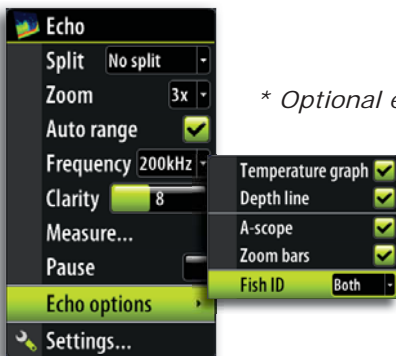 Echo
Split No split
Zoom 3x
* Optional e
Auto range
Frequency 200kHz
Temperature graph
Clarity 8
Depth line
Measure...
A-scope
Pause
Zoom bars
Echo options
Fish ID Both
Settings...